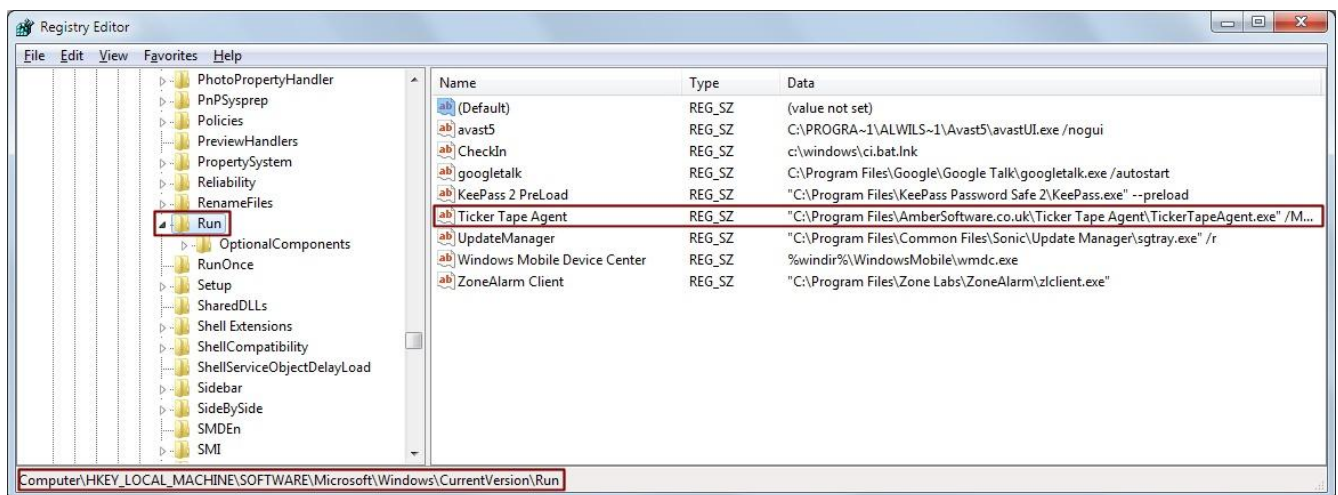 Registry Editor
File Edit View Favorites Help
PhotoPropertyHandler
PnPSysprep
Policies
PreviewHandlers
PropertySystem
Reliability
RenameFiles
Run
OptionalComponents
RunOnce
Setup
SharedDLLs
Shell Extensions
ShellCompatibility
ShellServiceObjectDelayLoad
Sidebar
SideBySide
SMDEn
SMI
Name Type Data
(Default) REG_SZ (value not set)
avast5 REG_SZ C:\PROGRA~1\ALWILS~1\Avast5\avastUI.exe /nogui
CheckIn REG_SZ c:\windows\ci.bat.lnk
googletalk REG_SZ C:\Program Files\Google\Google Talk\googletalk.exe /autostart
KeePass 2 PreLoad REG_SZ "C:\Program Files\KeePass Password Safe 2\KeePass.exe" --preload
Ticker Tape Agent REG_SZ "C:\Program Files\AmberSoftware.co.uk\Ticker Tape Agent\TickerTapeAgent.exe" /M...
UpdateManager REG_SZ "C:\Program Files\Common Files\Sonic\Update Manager\sgtray.exe" /r
Windows Mobile Device Center REG_SZ %windir%\WindowsMobile\wmdc.exe
ZoneAlarm Client REG_SZ "C:\Program Files\Zone Labs\ZoneAlarm\zlclient.exe"
Computer\HKEY_LOCAL_MACHINE\SOFTWARE\Microsoft\Windows\CurrentVersion\Run